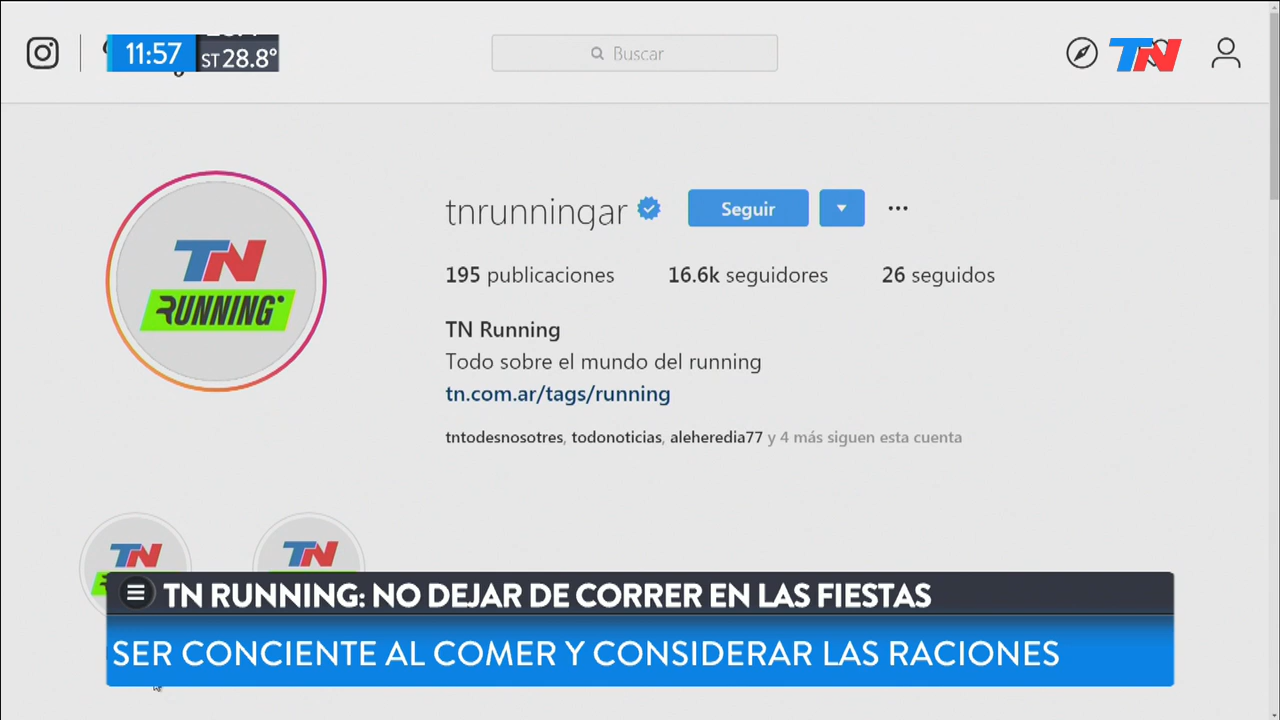 11:57
ST 28.8°
Buscar
TN
tnrunningar
Seguir
195 publicaciones
16.6k seguidores
26 seguidos
TN
RUNNING
TN Running
Todo sobre el mundo del running
tn.com.ar/tags/running
tntodesnosotres, todonoticias, aleheredia77 y 4 más siguen esta cuenta
TN
TN
TN RUNNING: NO DEJAR DE CORRER EN LAS FIESTAS
SER CONCIENTE AL COMER Y CONSIDERAR LAS RACIONES